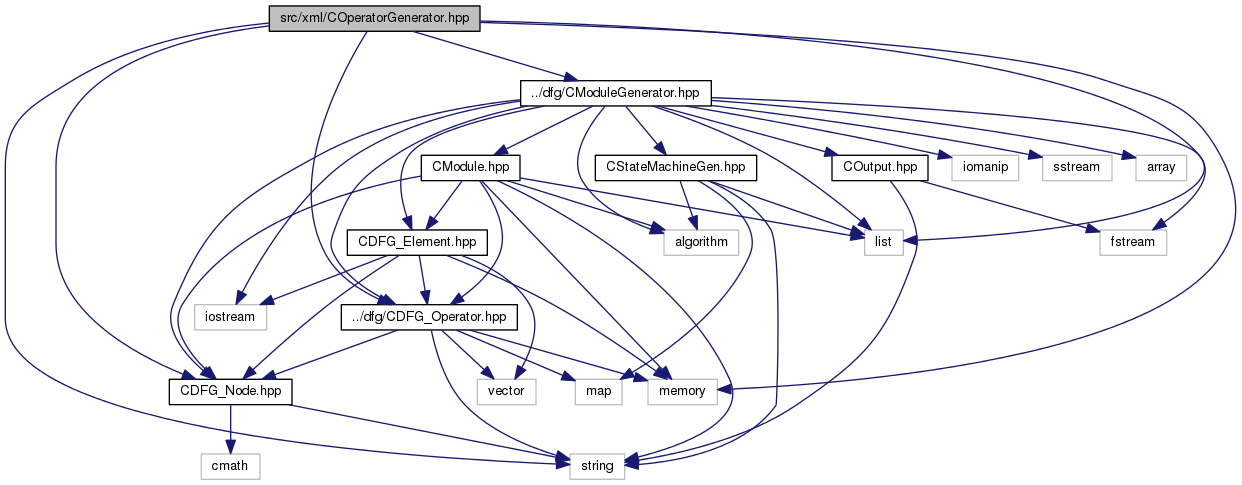 src/xml/COperatorGenerator.hpp
../dfg/CModuleGenerator.hpp
CModule.hpp
CStateMachineGen.hpp
COutput.hpp
iomanip
sstream
array
CDFG_Element.hpp
algorithm
list
fstream
iostream
../dfg/CDFG_Operator.hpp
CDFG_Node.hpp
vector
map
memory
cmath
string